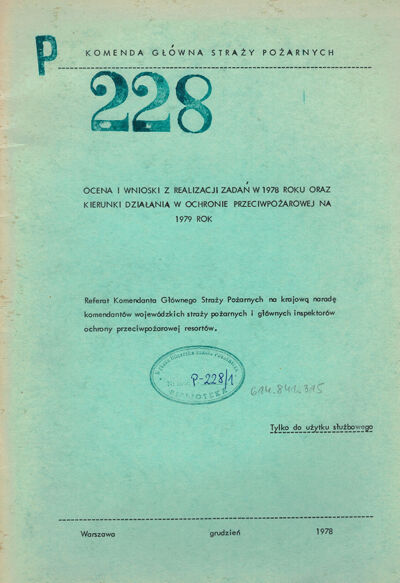 P
KOMENDA GŁÓWNA STRAŻY POŻARNYCH
228
OCENA I WNIOSKI Z REALIZACJI ZADAŃ W 1978 ROKU ORAZ
KIERUNKI DZIAŁANIA W OCHRONIE PRZECIWPOŻAROWEJ NA
1979 ROK
Referat Komendanta Głównego Straży Pożarnych na krajową naradę
komendantów wojewódzkich straży pożarnych i głównych inspektorów
ochrony przeciwpożarowej resortów.
P-228/1
BIBLIOTEKA
614.841.315
Tylko do użytku służbowego
Warszawa grudzień 1978